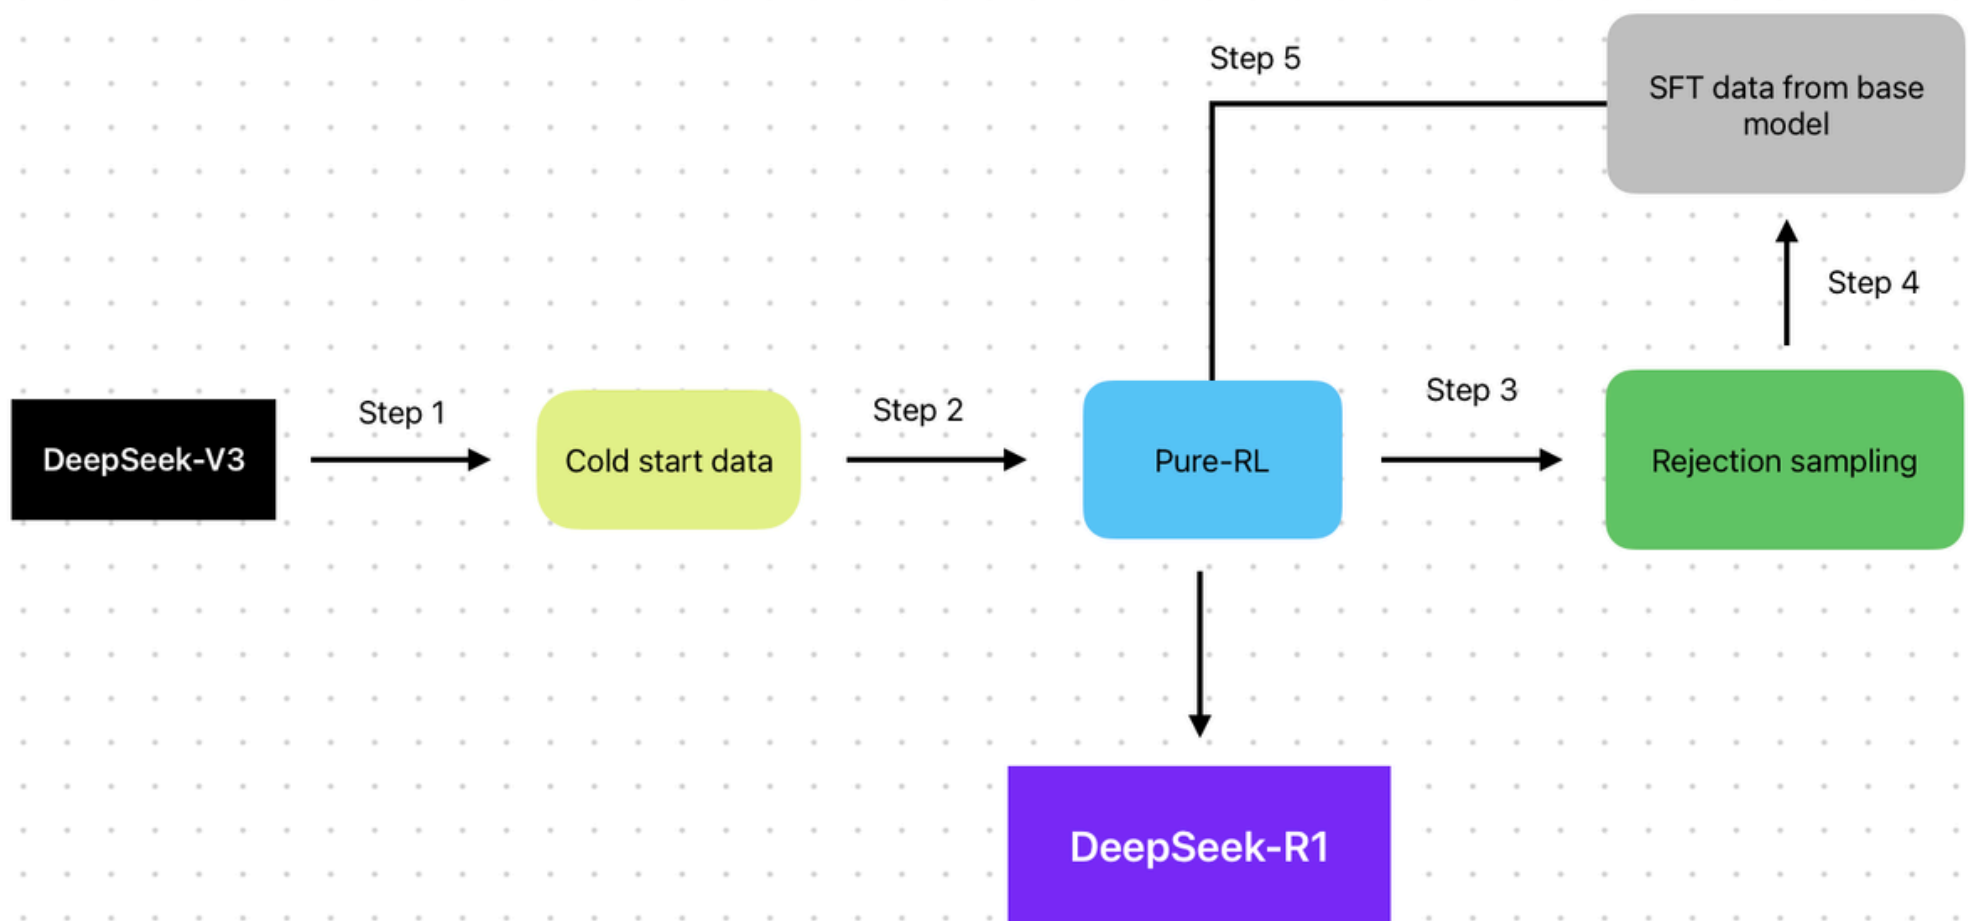 Step 5
SFT data from base
model
Step 4
DeepSeek-V3
Step 1
Cold start data
Step 2
Pure-RL
Step 3
Rejection sampling
DeepSeek-R1